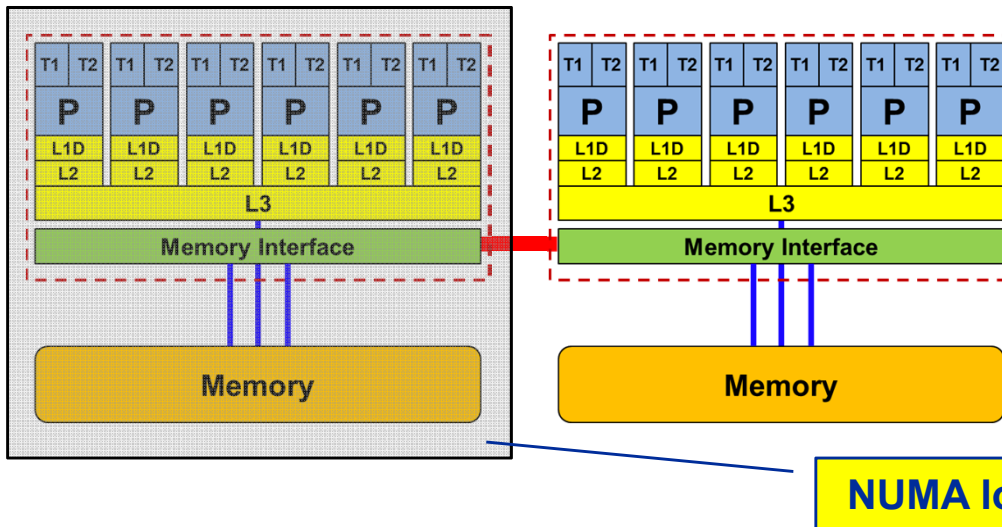 T1 T2 T1 T2 T1 T2 T1 T2 T1 T2 T1 T2 T1 T2 T1 T2 T1 T2 T1 T2 T1 T2 T1 T2
P P P P P P P P P P P P
L1D L1D L1D L1D L1D L1D L1D L1D L1D L1D L1D L1D
L2 L2 L2 L2 L2 L2 L2 L2 L2 L2 L2 L2
L3 L3
Memory Interface Memory Interface
Memory Memory
NUMA